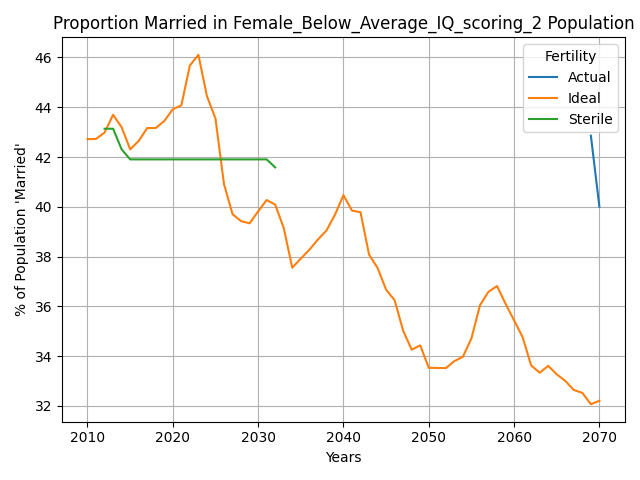 Proportion Married in Female_Below_Average_IQ_scoring_2 Population
% of Population 'Married'
46
44
42
40
38
36
34
32
Fertility
Actual
Ideal
Sterile
2010 2020 2030 2040 2050 2060 2070
Years